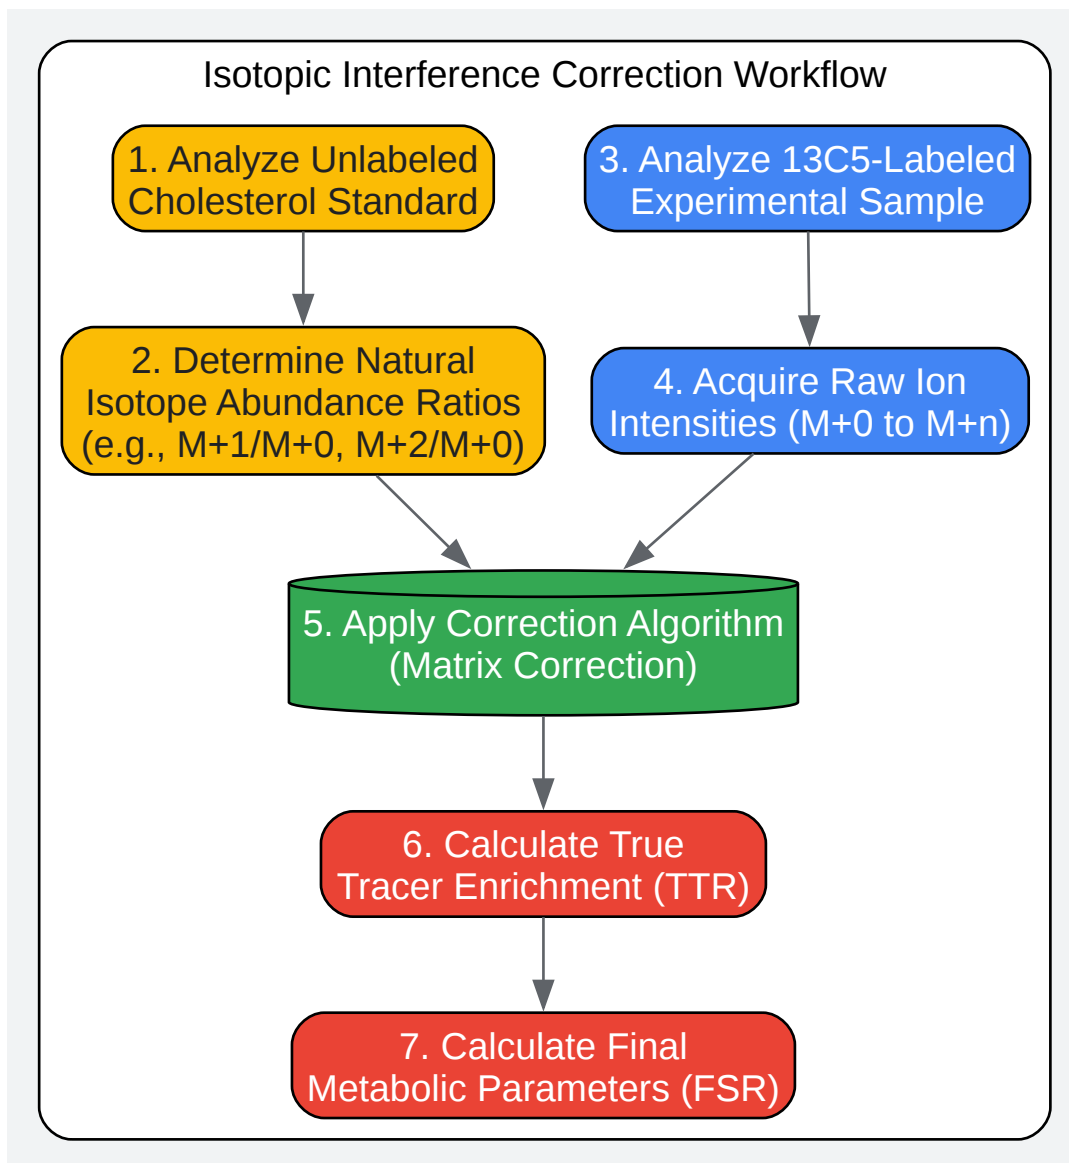 Isotopic Interference Correction Workflow
1. Analyze Unlabeled
Cholesterol Standard
3. Analyze 13C5-Labeled
Experimental Sample
2. Determine Natural
Isotope Abundance Ratios
(e.g., M+1/M+0, M+2/M+0)
4. Acquire Raw Ion
Intensities (M+0 to M+n)
5. Apply Correction Algorithm
(Matrix Correction)
6. Calculate True
Tracer Enrichment (TTR)
7. Calculate Final
Metabolic Parameters (FSR)